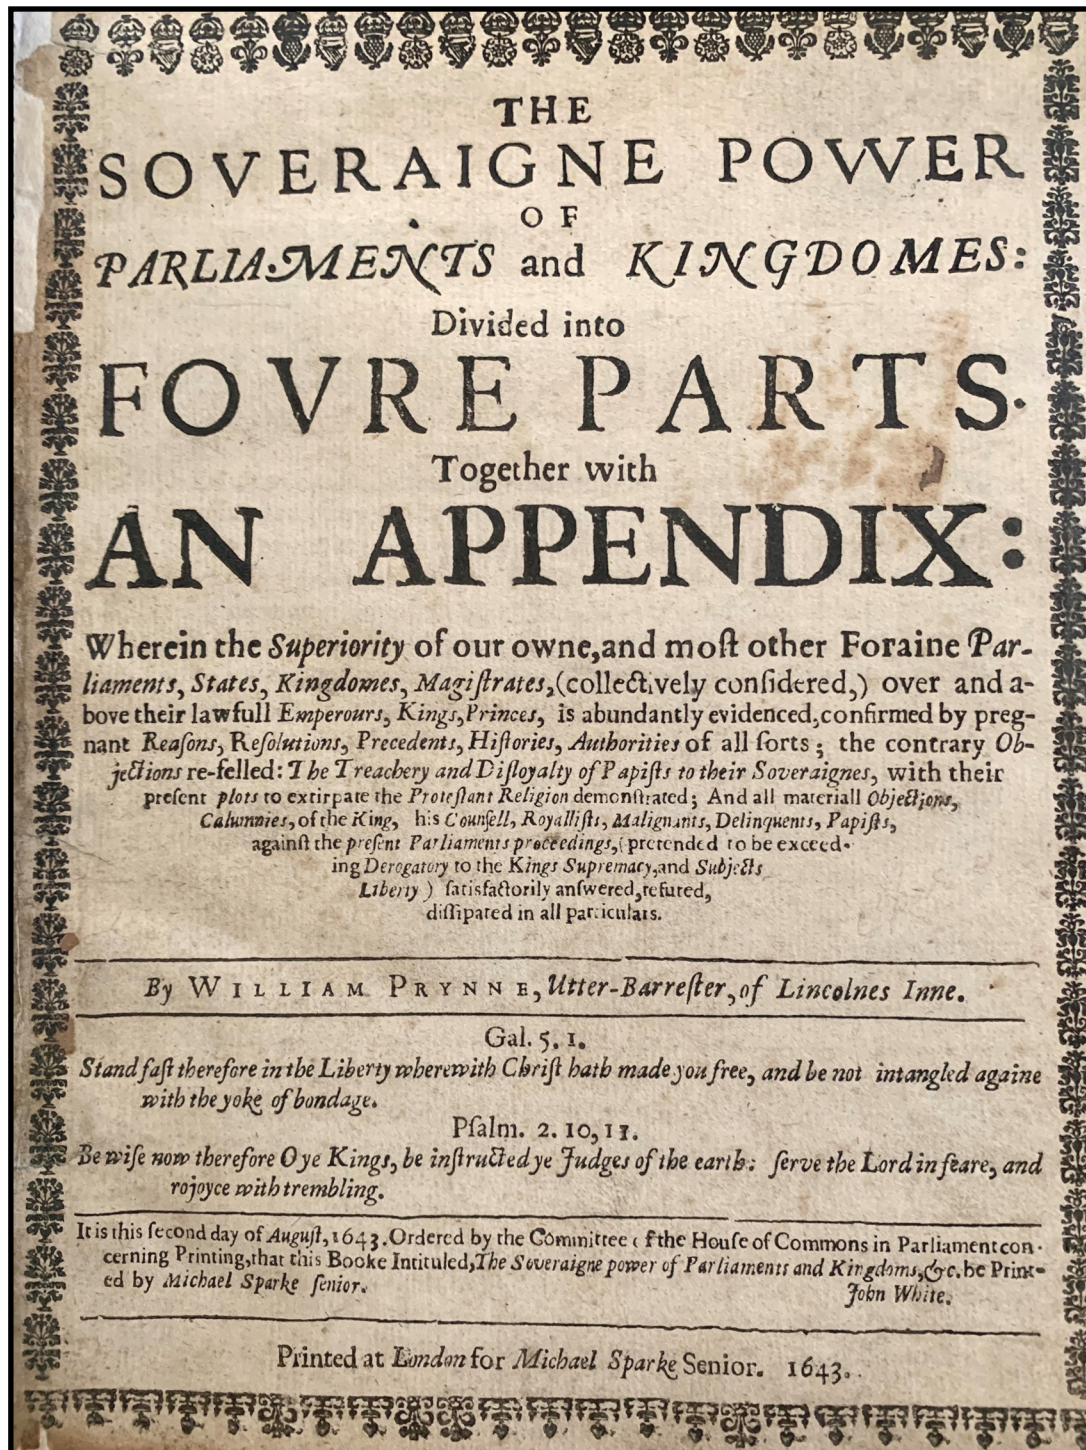 THE
SOVERAIGNE POWER
OF
PARLIAMENTS and KINGDOMES:
Divided into
FOVRE PARTS.
Together with
AN APPENDIX:
Wherein the Superiority of our owne,and moſt other Foraine Par-
liaments, States, Kingdomes, Magiſtrates,(collectively conſidered,) over and a-
bove their lawfull Emperours, Kings,Princes, is abundantly evidenced,confirmed by preg-
nant Reaſons, Reſolutions, Precedents, Hiſtories, Authorities of all ſorts; the contrary Ob-
jections re-felled: The Treachery and Diſloyalty of Papiſts to their Soveraignes, with their
preſent plots to extirpate the Proteſtant Religion demonſtrated; And all materiall Objections,
Calumnies, of the King, his Counſell, Royalliſts, Malignants, Delinquents, Papiſts,
againſt the preſent Parliaments proceedings,(pretended to be exceed-
ing Derogatory to the Kings Supremacy,and Subjects
Liberty) ſatisfactorily anſwered,refuted,
diſſipated in all particulars.
By WILLIAM PRYNNE, Utter-Barreſter, of Lincolnes Inne.
Gal. 5. 1.
Stand faſt therefore in the Liberty wherewith Chriſt hath made you free, and be not intangled againe
with the yoke of bondage.
Pſalm. 2. 10, 11.
Be wiſe now therefore O ye Kings, be inſtructed ye Judges of the earth: ſerve the Lord in feare, and
rojoyce with trembling.
It is this ſecond day of Auguſt, 1643. Ordered by the Committee of the Houſe of Commons in Parliament con-
cerning Printing,that this Booke Intituled,The Soveraigne power of Parliaments and Kingdoms,&c. be Print-
ed by Michael Sparke ſenior. John White.
Printed at London for Michael Sparke Senior. 1643.